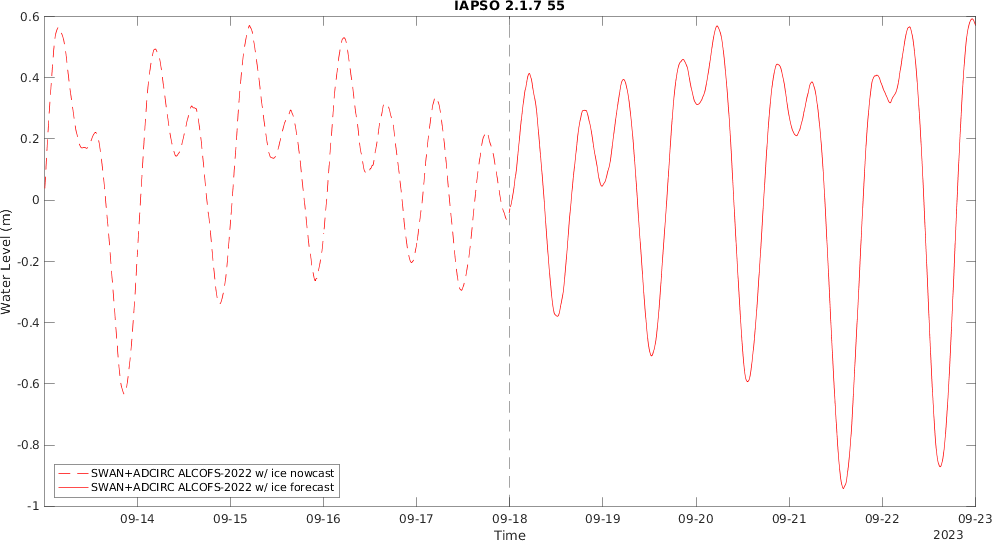 IAPSO 2.1.7 55
Water Level (m)
0.6
0.4
0.2
0
-0.2
-0.4
-0.6
-0.8
-1
SWAN+ADCIRC ALCOFS-2022 w/ ice nowcast
SWAN+ADCIRC ALCOFS-2022 w/ ice forecast
09-14 09-15 09-16 09-17 09-18 09-19 09-20 09-21 09-22 09-23
Time
2023